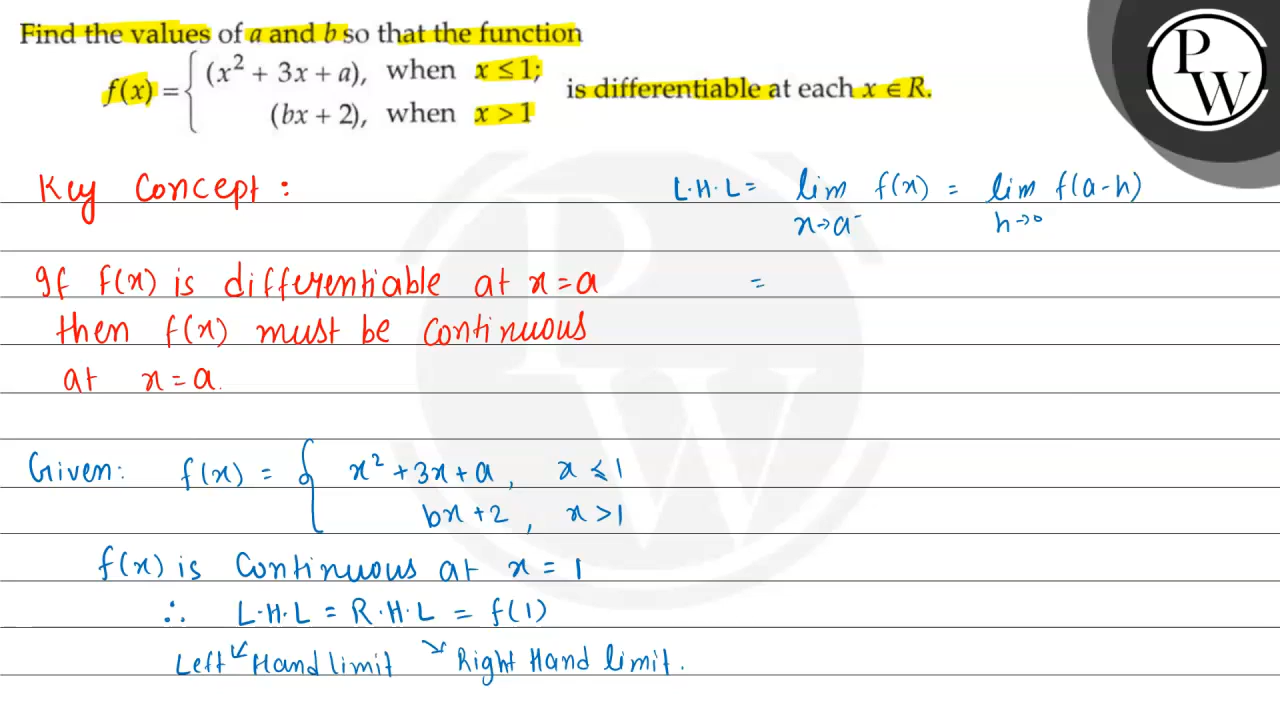 Find the values of a and b so that the function
f(x) = { (x² + 3x + a), when x ≤ 1;
(bx + 2), when x > 1
is differentiable at each x ∈ R.
P
W
Key Concept :
If f(x) is differentiable at x = a
then f(x) must be continuous
at x = a.
L.H.L = lim x→a⁻ f(x) = lim h→0 f(a-h)
=
Given: f(x) = { x² + 3x + a, x ≤ 1
bx + 2, x > 1
f(x) is continuous at x = 1
∴ L.H.L = R.H.L = f(1)
Left Hand limit Right Hand limit.
P
W